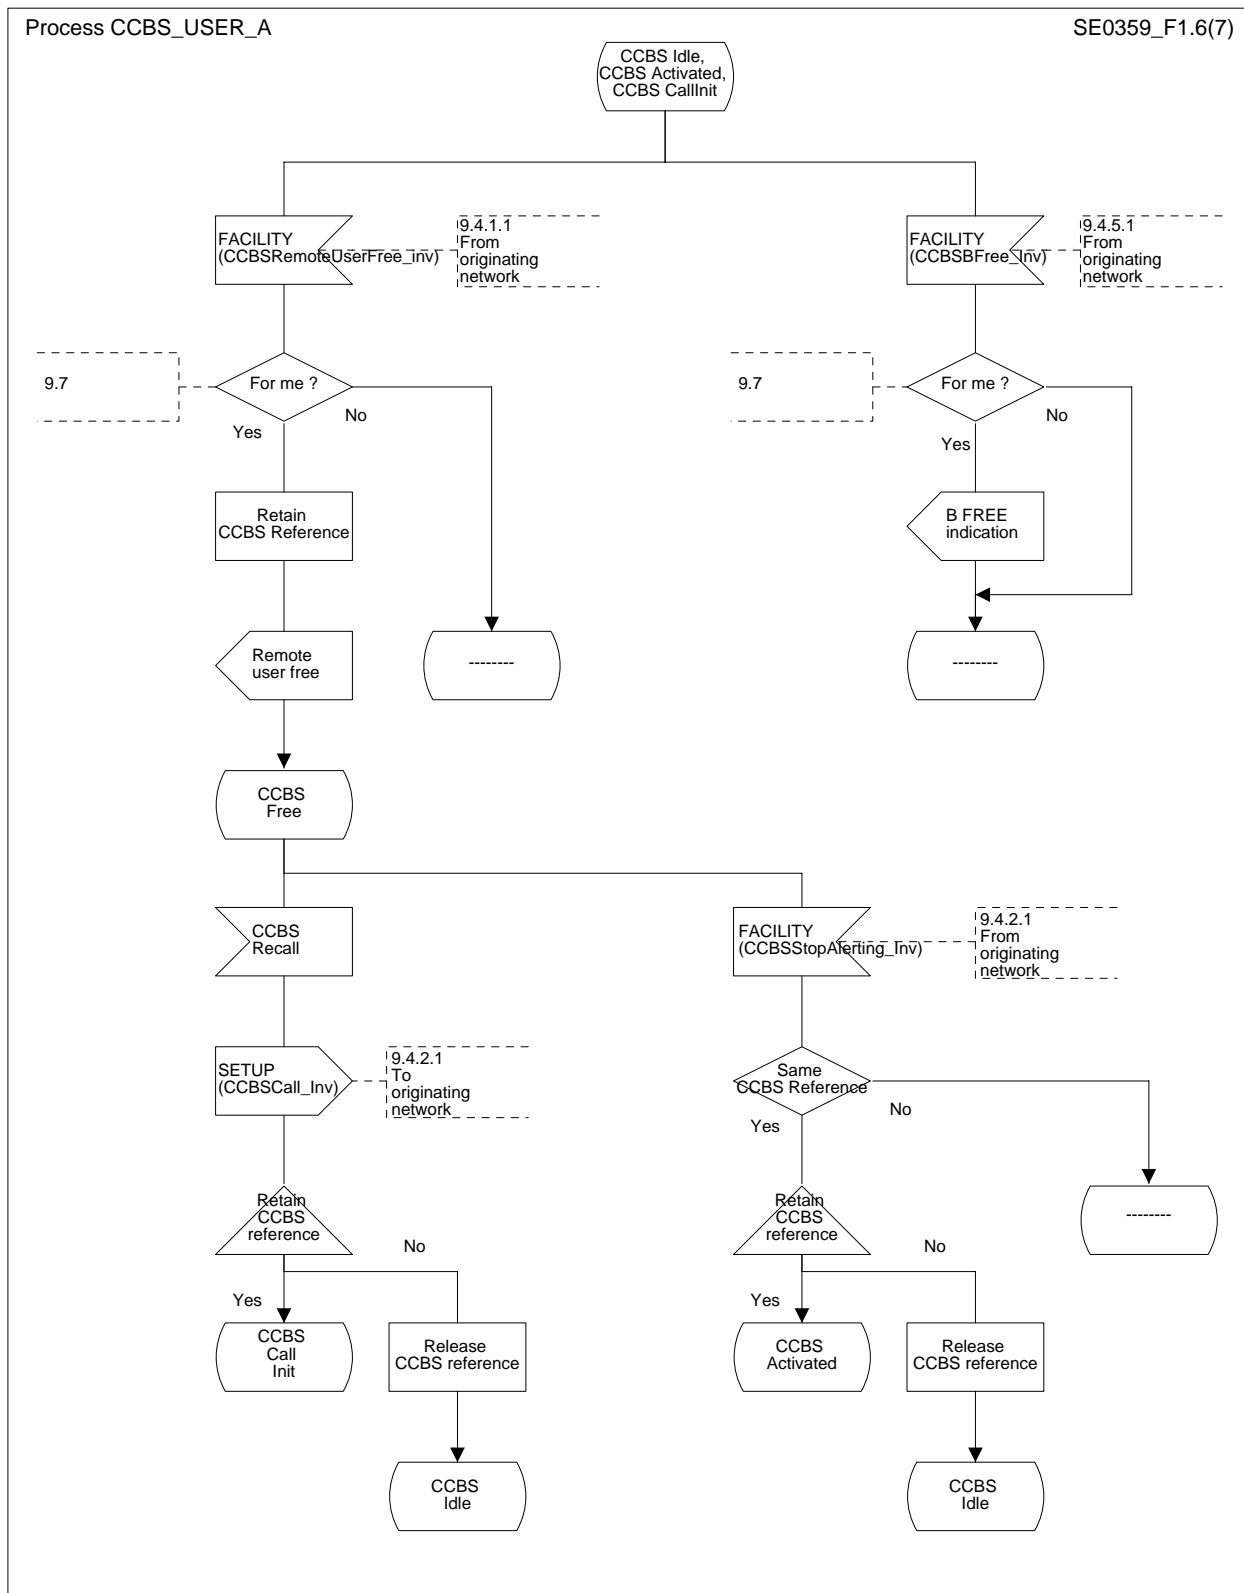 Process CCBS_USER_A
SE0359_F1.6(7)
CCBS Idle,
CCBS Activated,
CCBS CallInit
FACILITY
(CCBSRemoteUserFree_inv)
9.4.1.1
From
originating
network
FACILITY
(CCBSBFree_Inv)
9.4.5.1
From
originating
network
9.7
For me ?
No
Yes
9.7
For me ?
No
Yes
Retain
CCBS Reference
B FREE
indication
Remote
user free
--------
--------
CCBS
Free
CCBS
Recall
FACILITY
(CCBSStopAlerting_Inv)
9.4.2.1
From
originating
network
SETUP
(CCBSCall_Inv)
9.4.2.1
To
originating
network
Same
CCBS Reference
No
Yes
Retain
CCBS
reference
No
Yes
Retain
CCBS
reference
No
Yes
--------
CCBS
Call
Init
Release
CCBS reference
CCBS
Activated
Release
CCBS reference
CCBS
Idle
CCBS
Idle